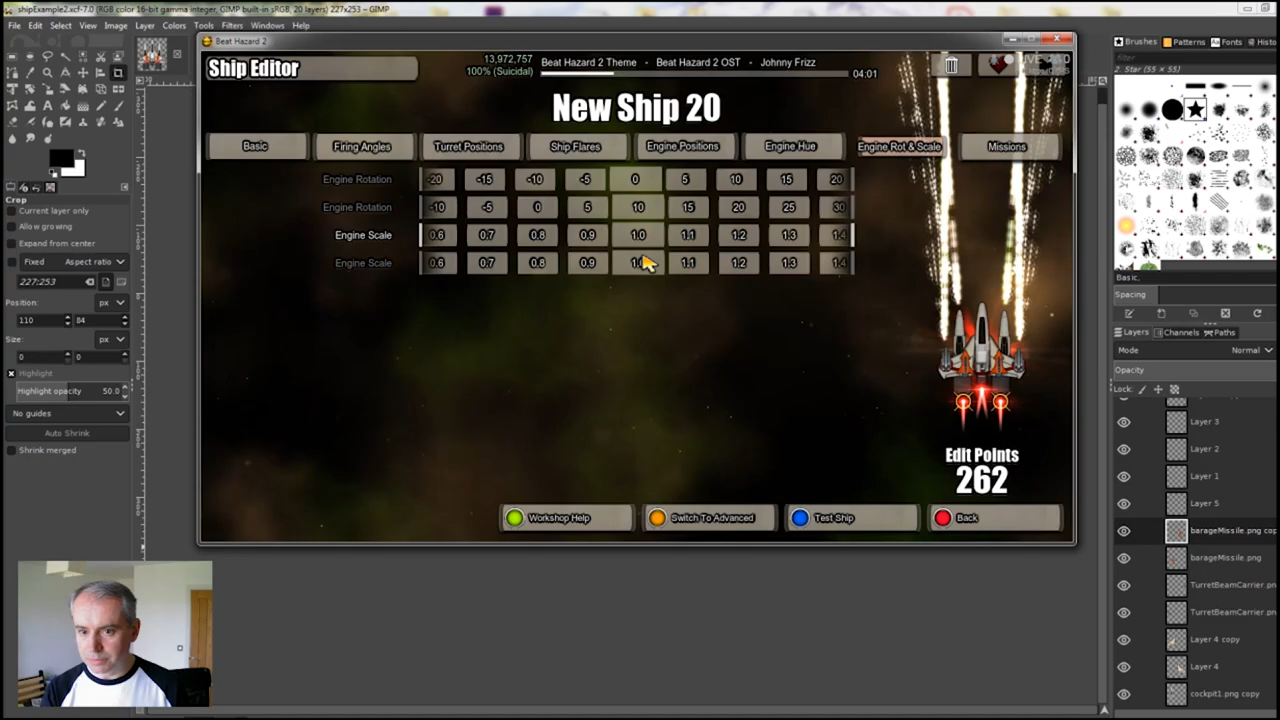 shipExample2.xcf-7.0 (RGB color 16-bit gamma integer, GIMP built-in sRGB, 20 layers) 227x253 – GIMP
File Edit Select View Image Layer Colors Tools Filters Windows Help
Beat Hazard 2
Ship Editor
13,972,757
100% (Suicidal)
Beat Hazard 2 Theme • Beat Hazard 2 OST • Johnny Frizz
04:01
New Ship 20
Basic Firing Angles Turret Positions Ship Flares Engine Positions Engine Hue Engine Rot & Scale Missions
Engine Rotation -20 -15 -10 -5 0 5 10 15 20
Engine Rotation -10 -5 0 5 10 15 20 25 30
Engine Scale 0.6 0.7 0.8 0.9 1.0 1.1 1.2 1.3 1.4
Engine Scale 0.6 0.7 0.8 0.9 1.1 1.2 1.3 1.4
Edit Points
262
Workshop Help Switch To Advanced Test Ship Back
Crop
Current layer only
Allow growing
Expand from center
Fixed Aspect ratio
227:253
Position: px
110 84
Size: px
0 0
Highlight
Highlight opacity 50.0
No guides
Auto Shrink
Shrink merged
Brushes Patterns Fonts Histo
2. Star (55 × 55)
Basic,
Spacing
Layers Channels Paths
Mode Normal
Opacity
Lock:
Layer 3
Layer 2
Layer 1
Layer 5
barageMissile.png cop
barageMissile.png
TurretBeamCarrier.pn
TurretBeamCarrier.pn
Layer 4 copy
Layer 4
cockpit1.png copy